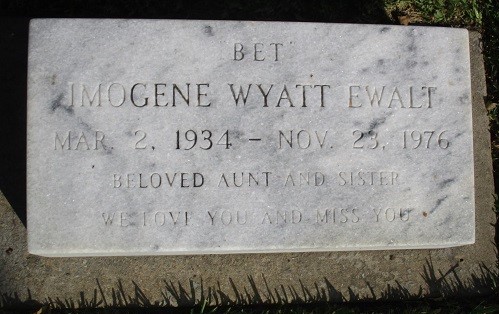 BET
IMOGENE WYATT EWALT
MAR. 2, 1934 – NOV. 23, 1976
BELOVED AUNT AND SISTER
WE LOVE YOU AND MISS YOU